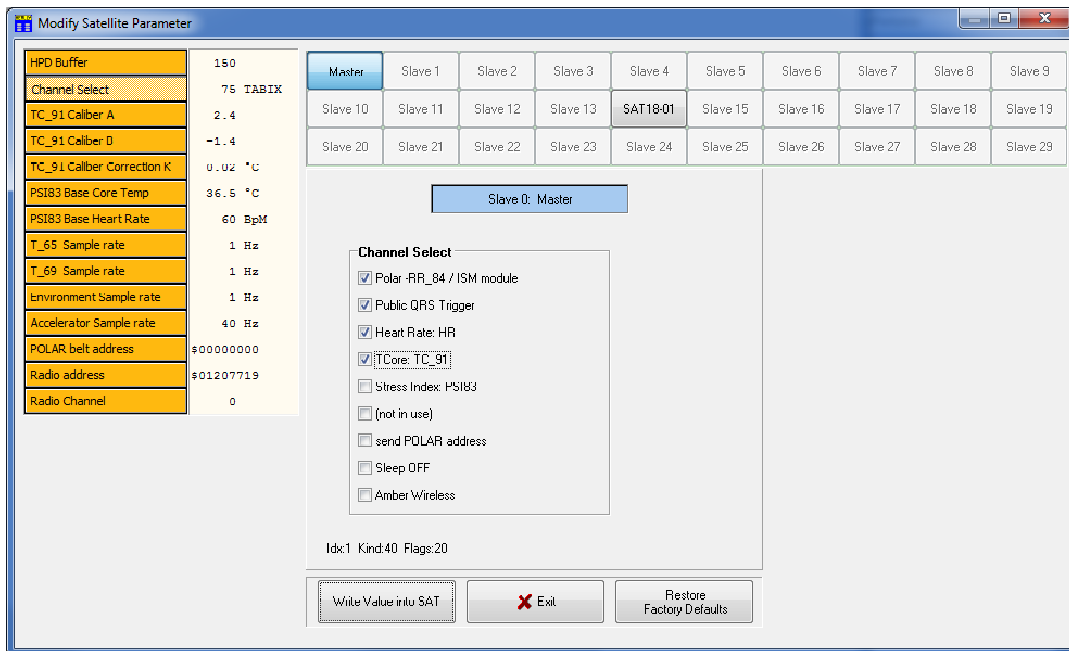 Modify Satellite Parameter
HPD Buffer 150
Channel Select 75 TABIX
TC_91 Caliber A 2.4
TC_91 Caliber B -1.4
TC_91 Caliber Correction K 0.02 °C
PSI83 Base Core Temp 36.5 °C
PSI83 Base Heart Rate 60 BpM
T_65 Sample rate 1 Hz
T_69 Sample rate 1 Hz
Environment Sample rate 1 Hz
Accelerator Sample rate 40 Hz
POLAR belt address $00000000
Radio address $01207719
Radio Channel 0
Master Slave 1 Slave 2 Slave 3 Slave 4 Slave 5 Slave 6 Slave 7 Slave 8 Slave 9
Slave 10 Slave 11 Slave 12 Slave 13 SAT18-01 Slave 15 Slave 16 Slave 17 Slave 18 Slave 19
Slave 20 Slave 21 Slave 22 Slave 23 Slave 24 Slave 25 Slave 26 Slave 27 Slave 28 Slave 29
Slave 0: Master
Channel Select
Polar -RR_84 / ISM module
Public QRS Trigger
Heart Rate: HR
TCore: TC_91
Stress Index: PSI83
(not in use)
send POLAR address
Sleep OFF
Amber Wireless
Idx:1 Kind:40 Flags:20
Write Value into SAT
Exit
Restore
Factory Defaults